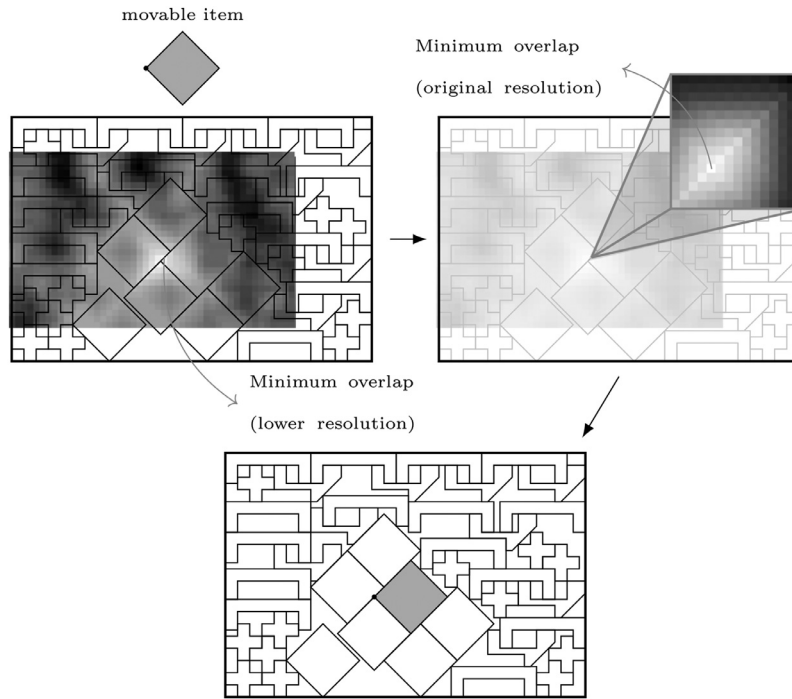 movable item
Minimum overlap
(original resolution)
Minimum overlap
(lower resolution)